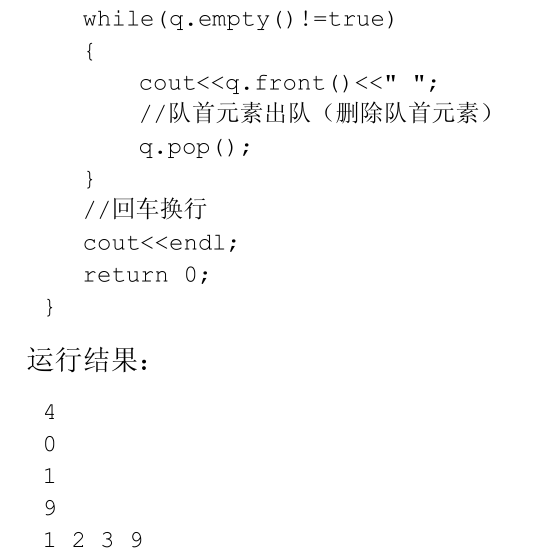 while(q.empty()!=true)
{
cout<<q.front()<<" ";
//队首元素出队（删除队首元素）
q.pop();
}
//回车换行
cout<<endl;
return 0;
}
运行结果：
4
0
1
9
1 2 3 9